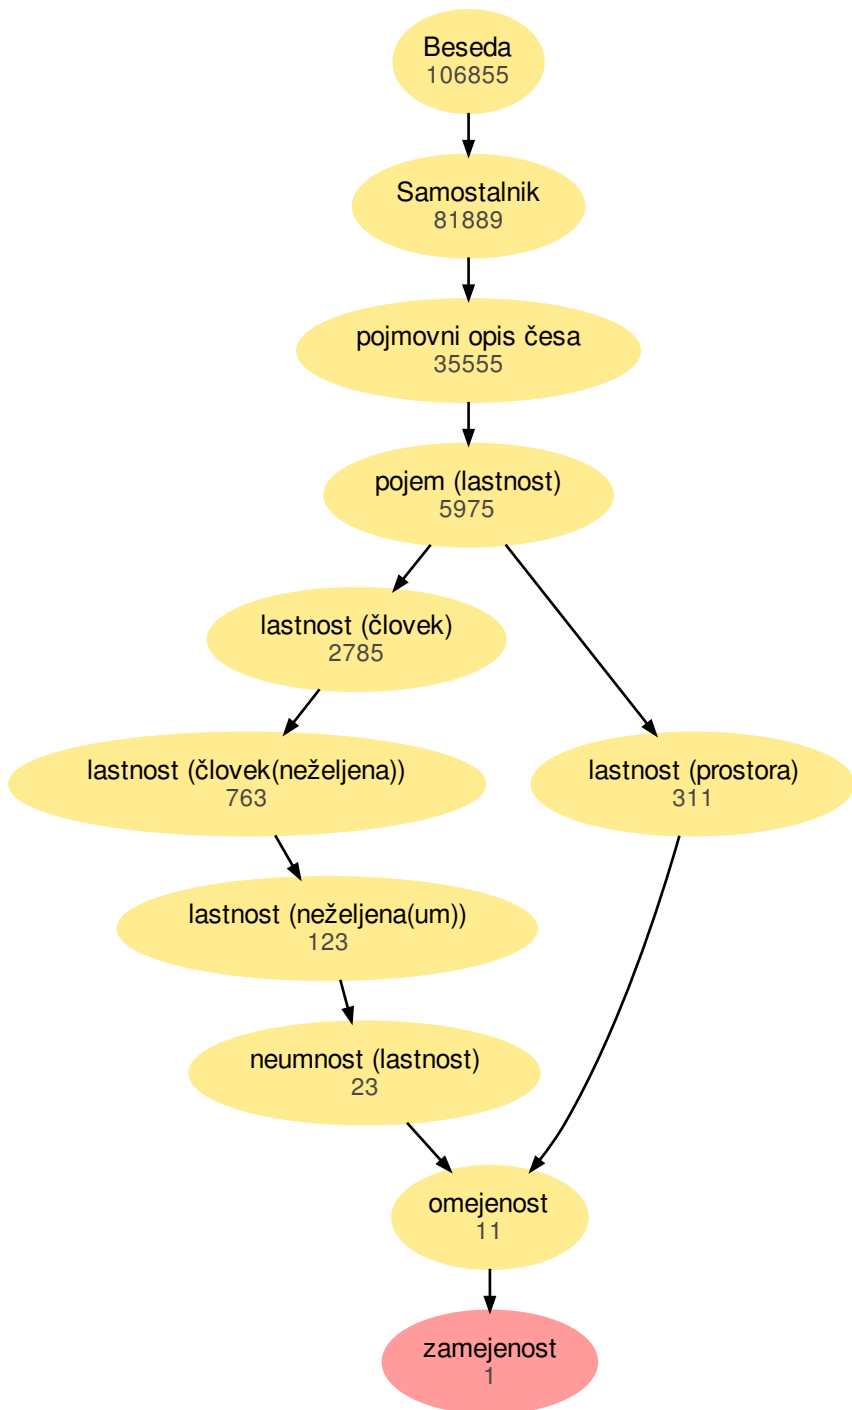 Beseda
106855
Samostalnik
81889
pojmovni opis česa
35555
pojem (lastnost)
5975
lastnost (človek)
2785
lastnost (človek(neželjena))
763
lastnost (prostora)
311
lastnost (neželjena(um))
123
neumnost (lastnost)
23
omejenost
11
zamejenost
1